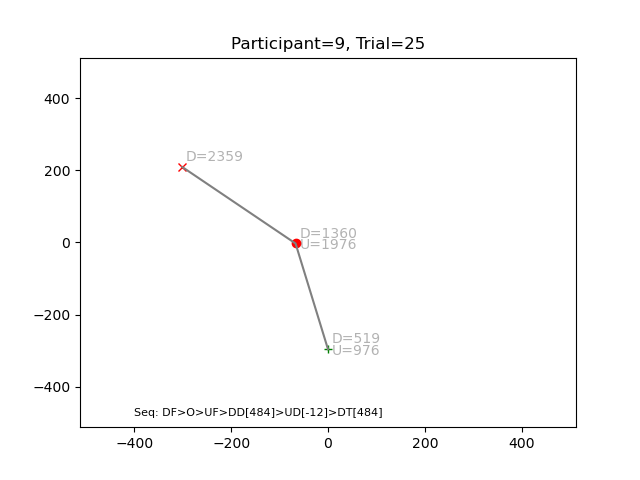 Participant=9, Trial=25
400
200
0
−200
−400
D=2359
D=1360
U=1976
D=519
U=976
Seq: DF>O>UF>DD[484]>UD[-12]>DT[484]
−400
−200
0
200
400